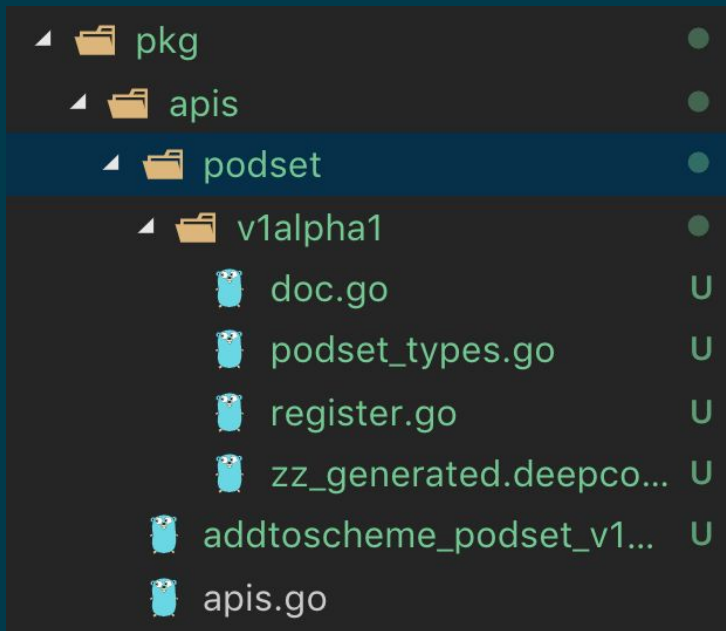 pkg
apis
podset
v1alpha1
doc.go U
podset_types.go U
register.go U
zz_generated.deepco... U
addtoscheme_podset_v1... U
apis.go